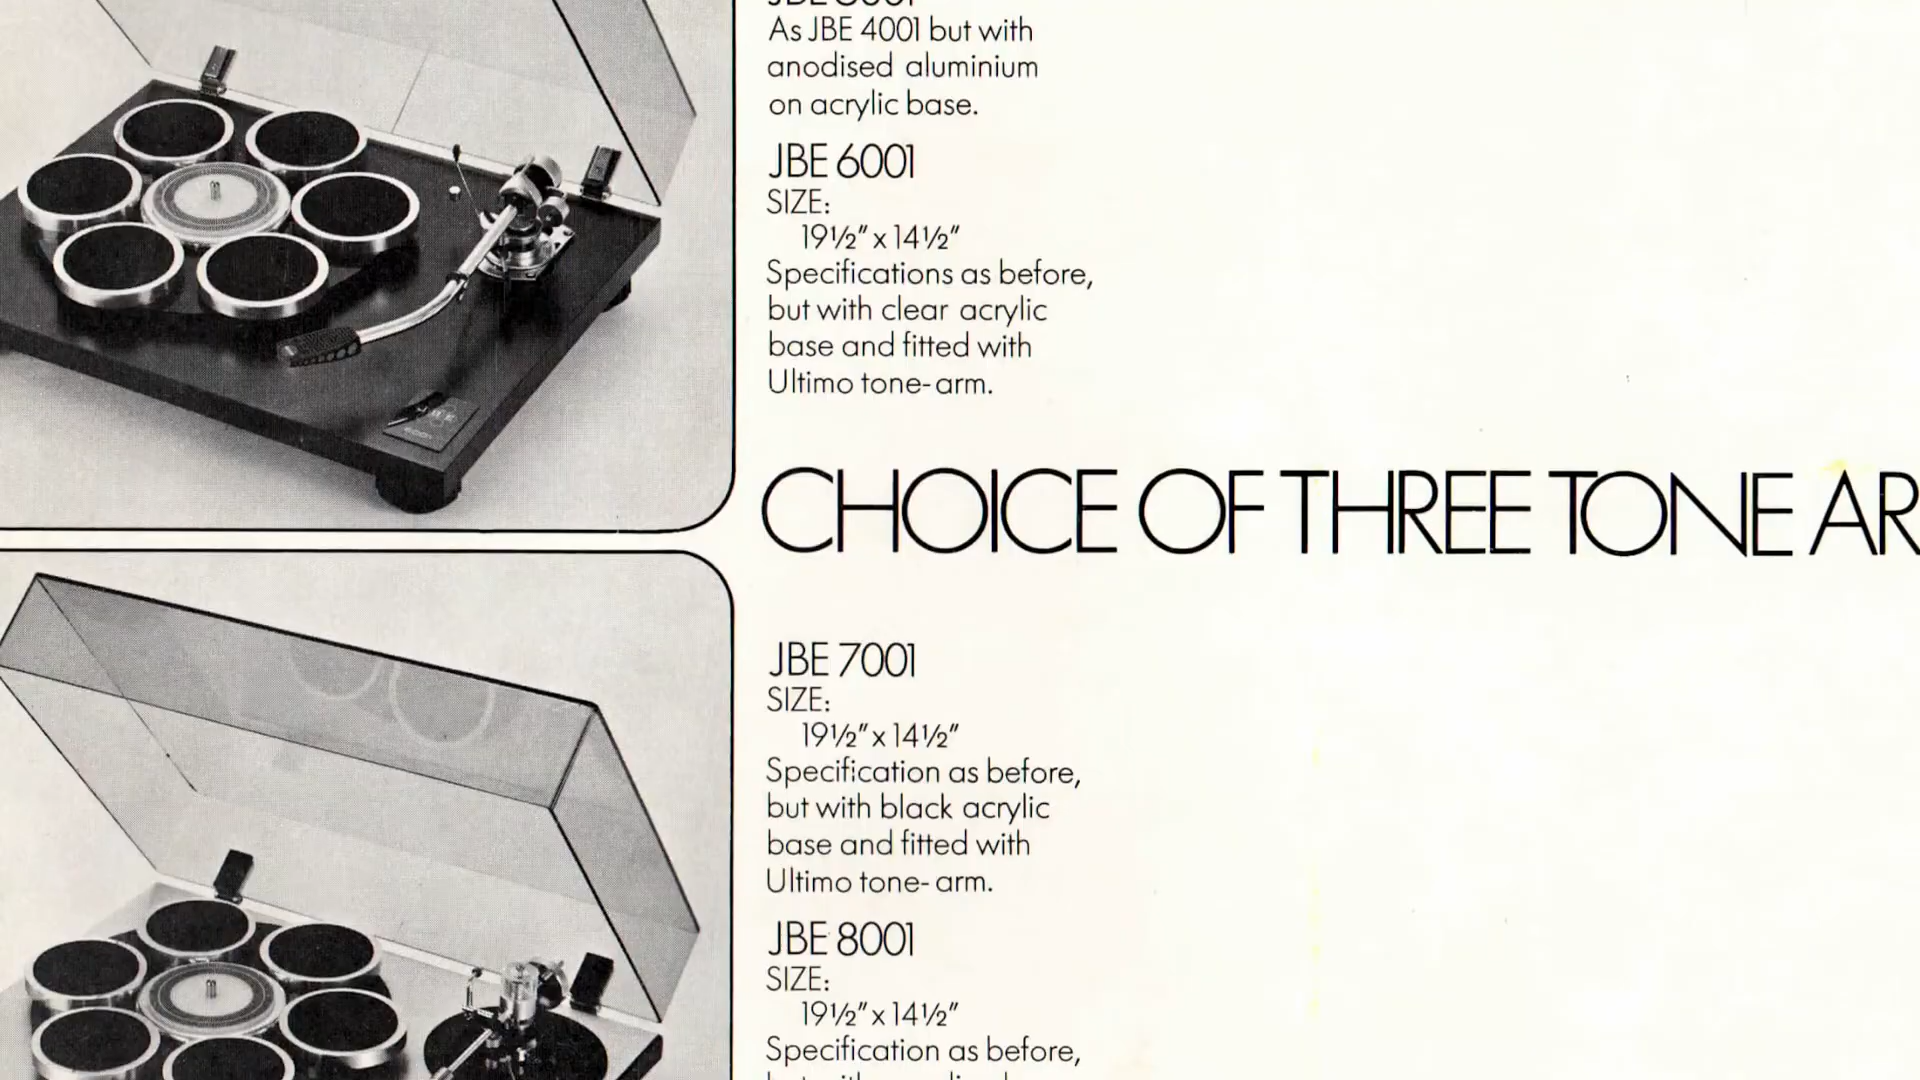 As JBE 4001 but with
anodised aluminium
on acrylic base.
JBE 6001
SIZE:
19½" x 14½"
Specifications as before,
but with clear acrylic
base and fitted with
Ultimo tone-arm.
CHOICE OF THREE TONE AR
JBE 7001
SIZE:
19½" x 14½"
Specification as before,
but with black acrylic
base and fitted with
Ultimo tone-arm.
JBE 8001
SIZE:
19½" x 14½"
Specification as before,